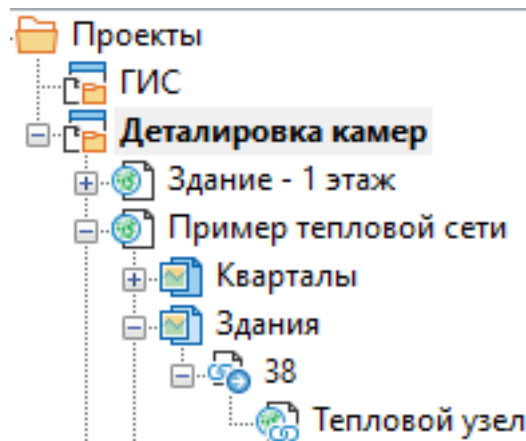 Проекты
ГИС
Деталировка камер
Здание - 1 этаж
Пример тепловой сети
Кварталы
Здания
38
Тепловой узел